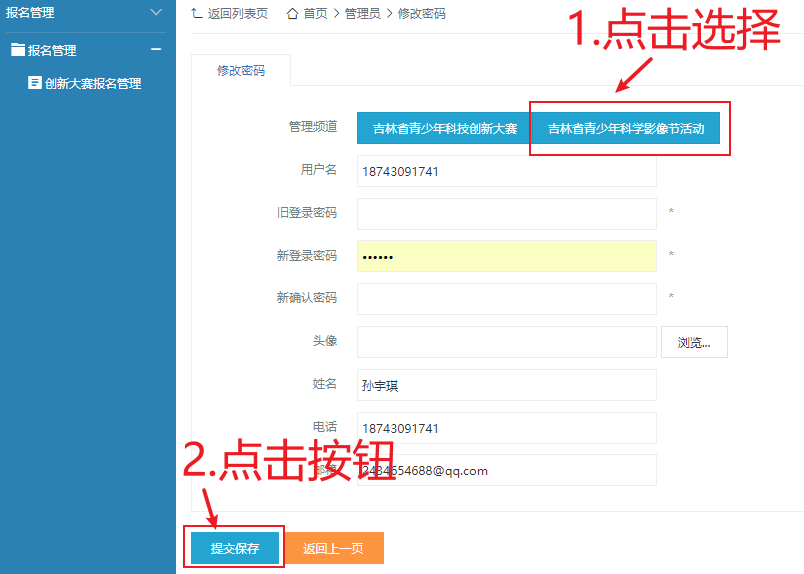 报名管理
返回列表页 首页 管理员 修改密码
1.点击选择
报名管理
修改密码
创新大赛报名管理
管理频道 吉林省青少年科技创新大赛 吉林省青少年科学影像节活动
用户名 18743091741
旧登录密码 *
新登录密码 •••••• *
新确认密码 *
头像 浏览...
姓名 孙宇琪
电话 18743091741
2.点击按钮
@qq.com
提交保存 返回上一页